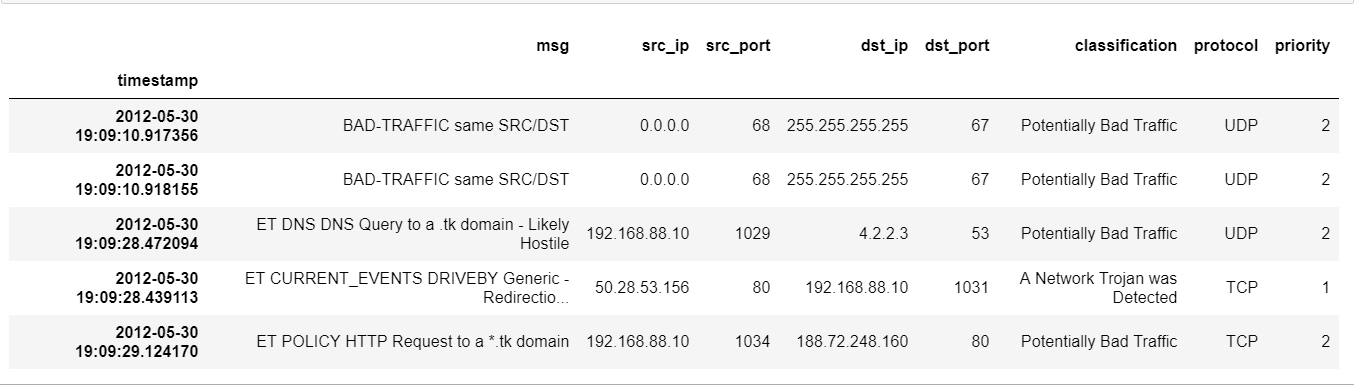 msg src_ip src_port dst_ip dst_port classification protocol priority
timestamp
2012-05-30
19:09:10.917356 BAD-TRAFFIC same SRC/DST 0.0.0.0 68 255.255.255.255 67 Potentially Bad Traffic UDP 2
2012-05-30
19:09:10.918155 BAD-TRAFFIC same SRC/DST 0.0.0.0 68 255.255.255.255 67 Potentially Bad Traffic UDP 2
2012-05-30 ET DNS DNS Query to a .tk domain - Likely
19:09:28.472094 Hostile 192.168.88.10 1029 4.2.2.3 53 Potentially Bad Traffic UDP 2
2012-05-30 ET CURRENT_EVENTS DRIVEBY Generic - 50.28.53.156 80 192.168.88.10 1031 A Network Trojan was TCP 1
19:09:28.439113 Redirectio... Detected
2012-05-30
19:09:29.124170 ET POLICY HTTP Request to a *.tk domain 192.168.88.10 1034 188.72.248.160 80 Potentially Bad Traffic TCP 2